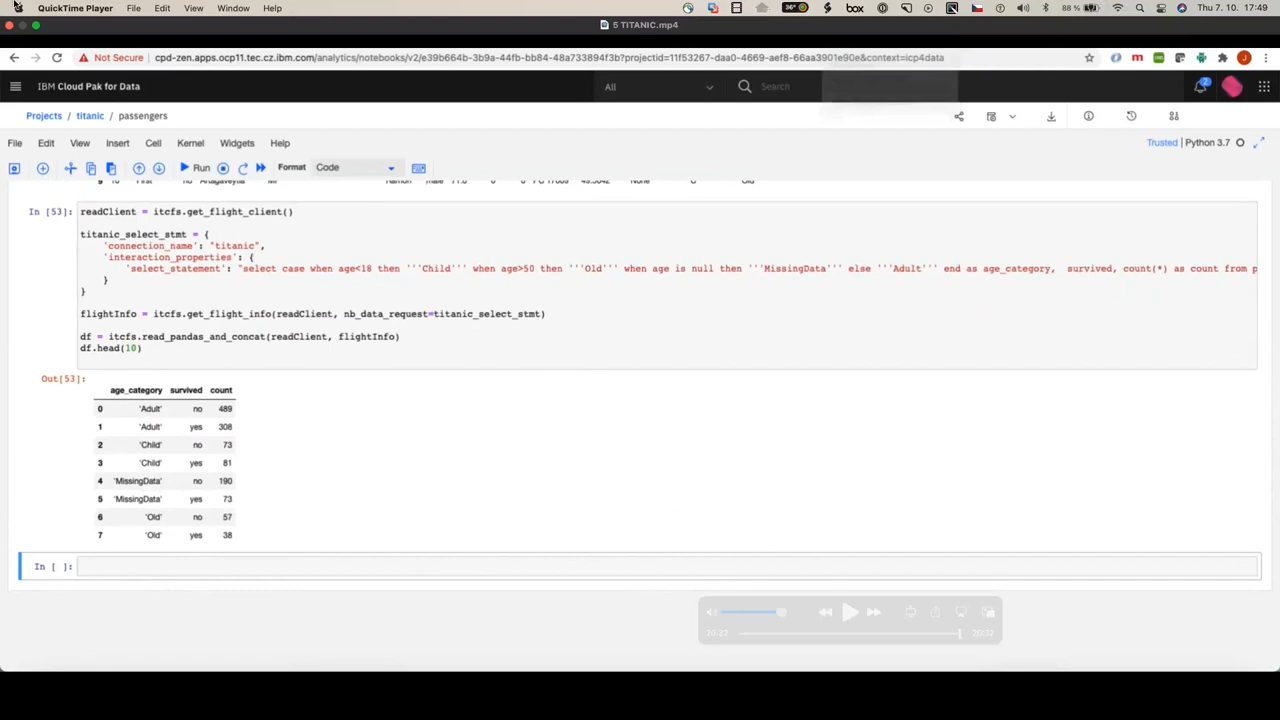 QuickTime Player File Edit View Window Help
36° box 88 % Thu 7. 10. 17:49
5 TITANIC.mp4
Not Secure cpd-zen.apps.ocp11.tec.cz.ibm.com/analytics/notebooks/v2/e39b664b-3b9a-44fb-bb84-48a733894f3b?projectid=11f53267-daa0-4669-aef8-66aa3901e90e&context=icp4data
IBM Cloud Pak for Data All Search 2
Projects / titanic / passengers
File Edit View Insert Cell Kernel Widgets Help Trusted | Python 3.7
Run Format Code
In [53]: readClient = itcfs.get_flight_client()
titanic_select_stmt = {
'connection_name': "titanic",
'interaction_properties': {
'select_statement': "select case when age<18 then '''Child''' when age>50 then '''Old''' when age is null then '''MissingData''' else '''Adult''' end as age_category, survived, count(*) as count from p
}
}
flightInfo = itcfs.get_flight_info(readClient, nb_data_request=titanic_select_stmt)
df = itcfs.read_pandas_and_concat(readClient, flightInfo)
df.head(10)
Out[53]:
age_category survived count
0 'Adult' no 489
1 'Adult' yes 308
2 'Child' no 73
3 'Child' yes 81
4 'MissingData' no 190
5 'MissingData' yes 73
6 'Old' no 57
7 'Old' yes 38
In [ ]: